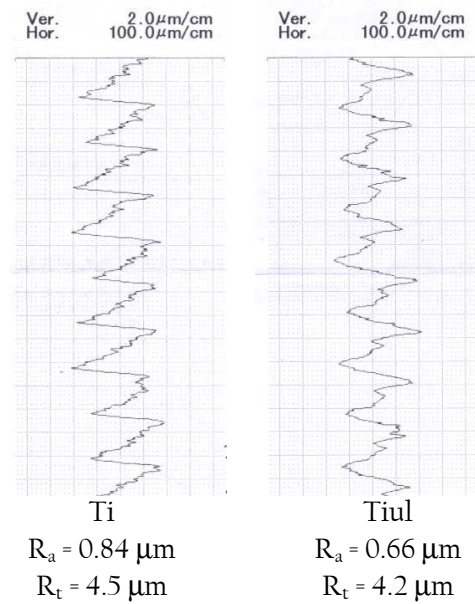 Ver. 2.0μm/cm
Hor. 100.0μm/cm
Ver. 2.0μm/cm
Hor. 100.0μm/cm
Ti
Rₐ = 0.84 μm
Rₜ = 4.5 μm
Tiul
Rₐ = 0.66 μm
Rₜ = 4.2 μm